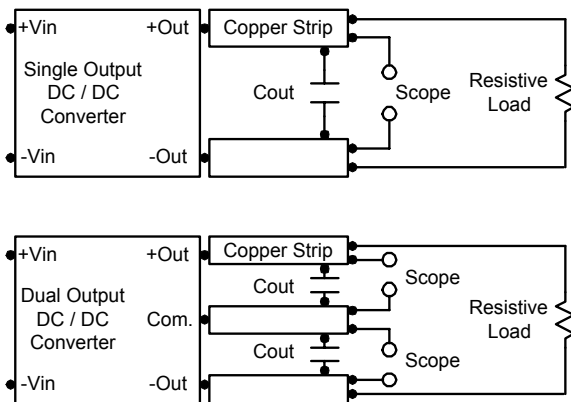 +Vin
+Out
Copper Strip
Single Output
DC / DC
Converter
Cout
Scope
Resistive
Load
-Vin
-Out
+Vin
+Out
Copper Strip
Cout
Scope
Dual Output
DC / DC
Converter
Com.
Resistive
Load
Cout
Scope
-Vin
-Out